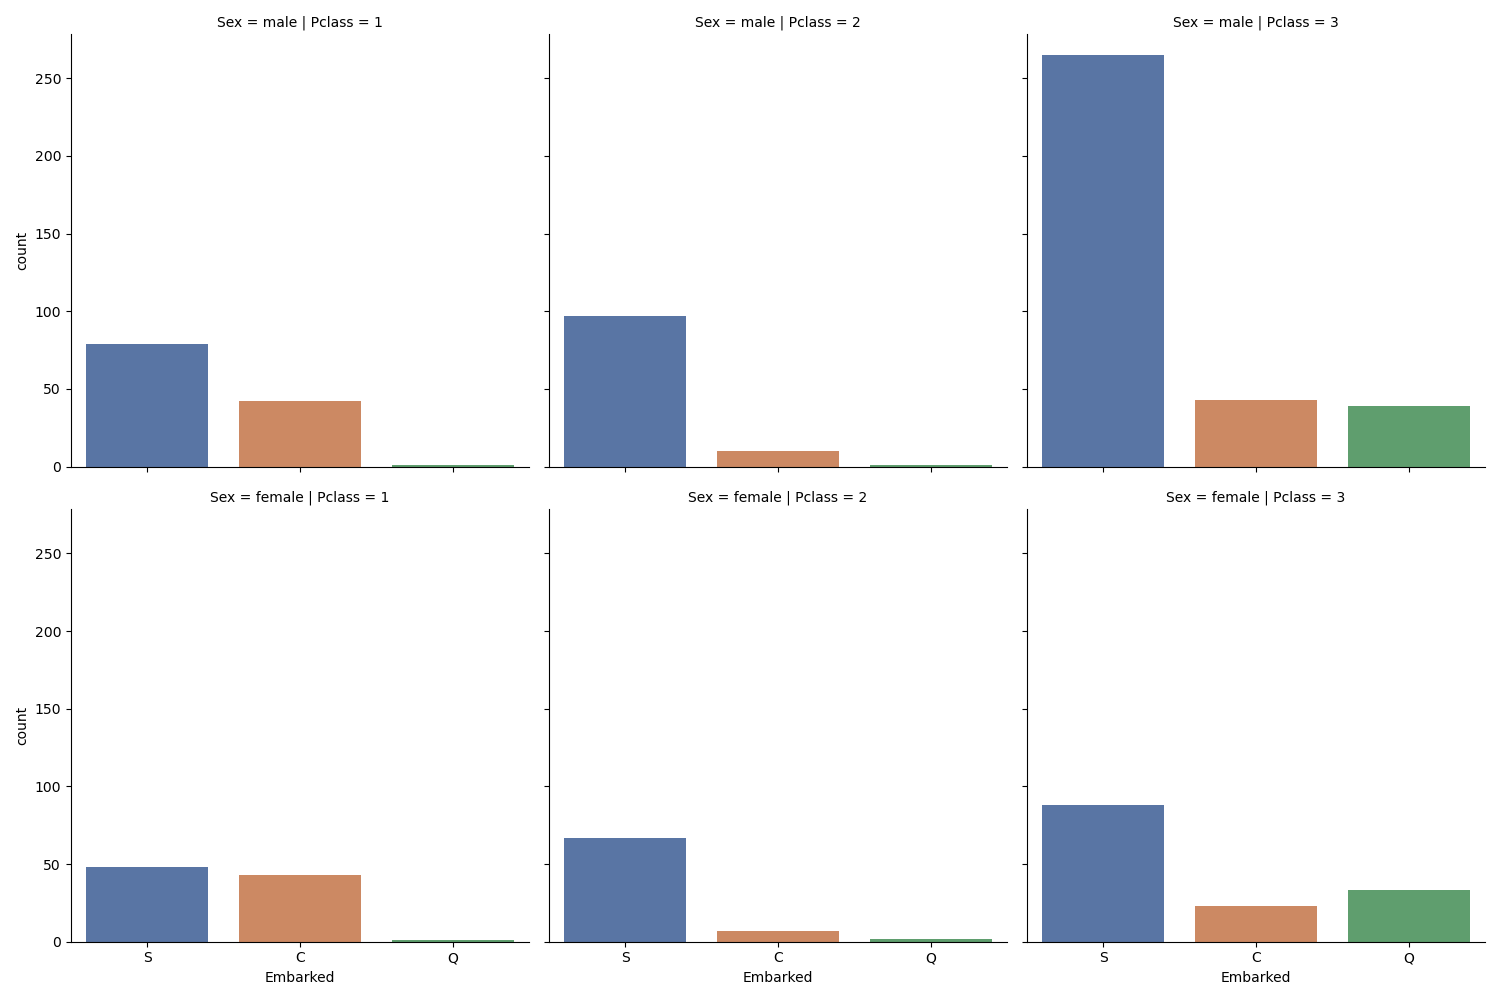 Sex = male | Pclass = 1
Sex = male | Pclass = 2
Sex = male | Pclass = 3
count
250
200
150
100
50
0
Sex = female | Pclass = 1
Sex = female | Pclass = 2
Sex = female | Pclass = 3
count
250
200
150
100
50
0
S C Q
S C Q
S C Q
Embarked
Embarked
Embarked